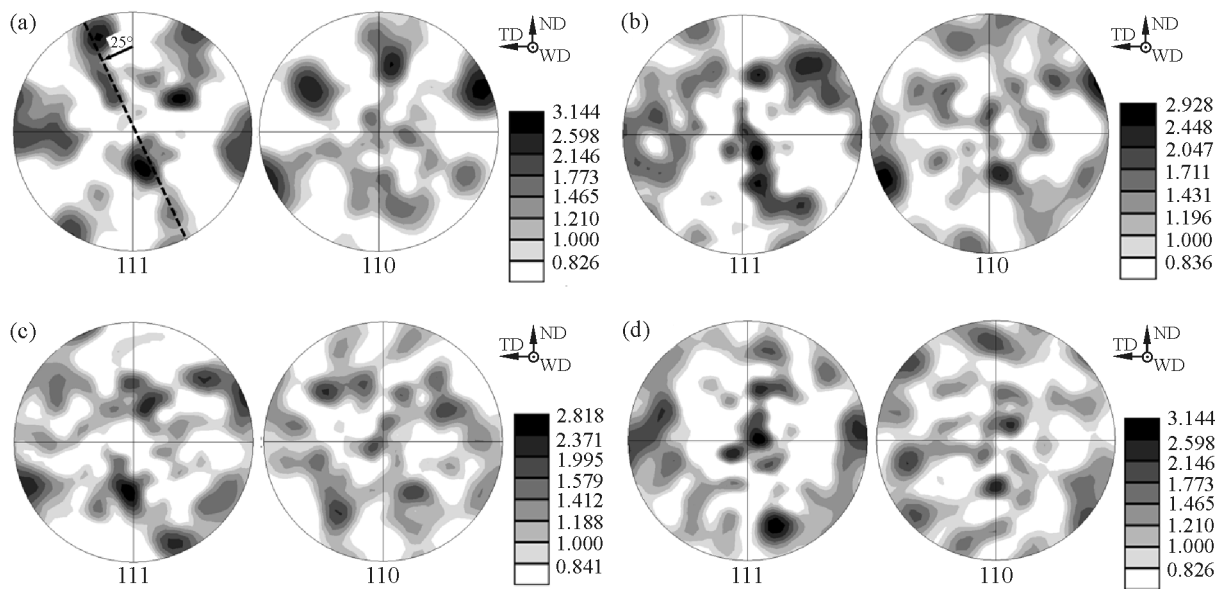 (a)
25°
111
110
TD
ND
WD
3.144
2.598
2.146
1.773
1.465
1.210
1.000
0.826
(b)
111
110
TD
ND
WD
2.928
2.448
2.047
1.711
1.431
1.196
1.000
0.836
(c)
111
110
TD
ND
WD
2.818
2.371
1.995
1.579
1.412
1.188
1.000
0.841
(d)
111
110
TD
ND
WD
3.144
2.598
2.146
1.773
1.465
1.210
1.000
0.826